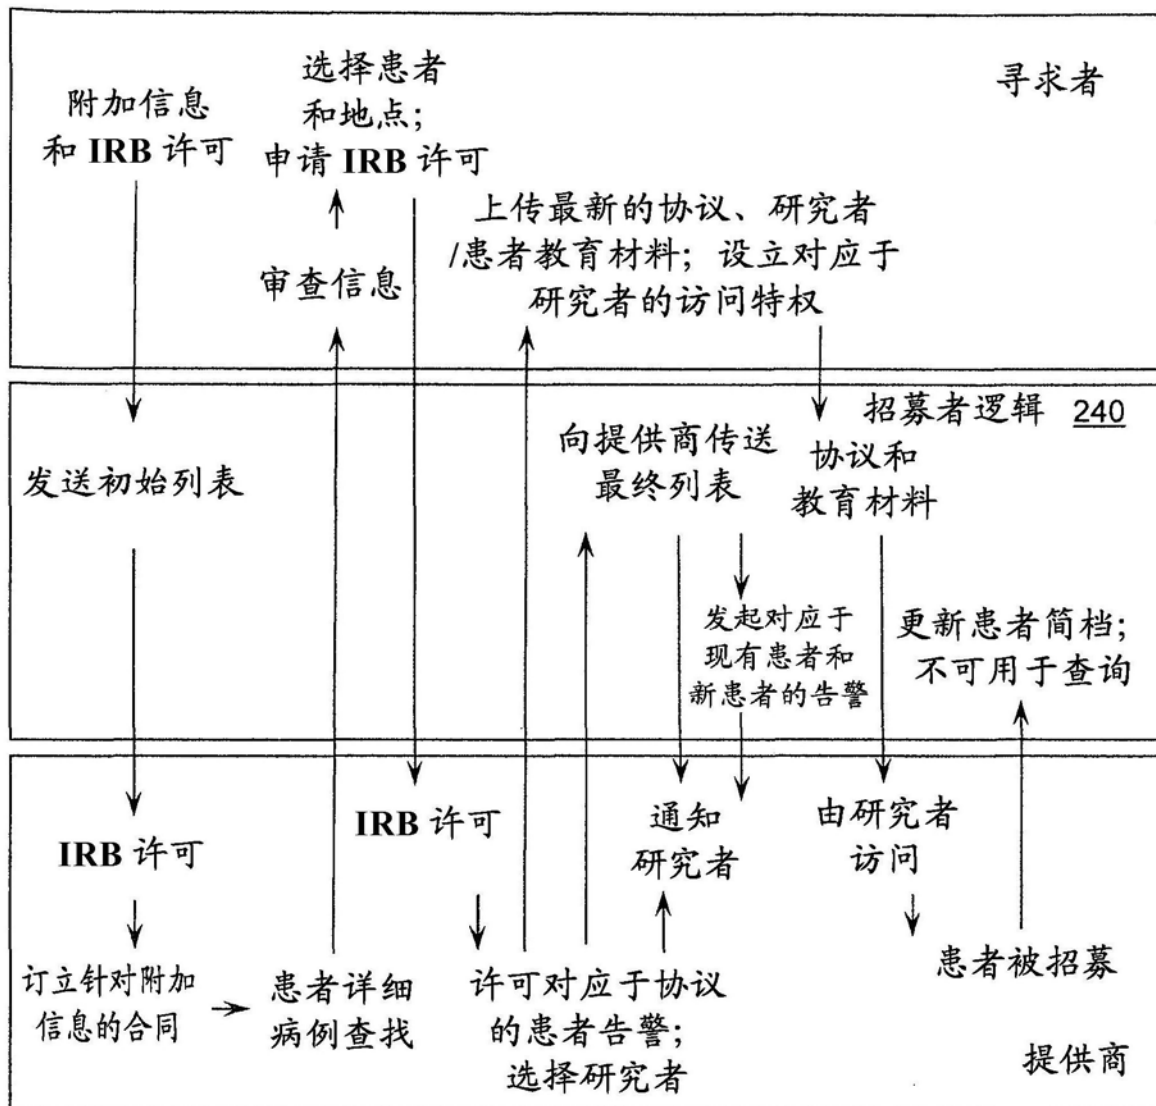 寻求者
附加信息
和 IRB 许可
选择患者
和地点;
申请 IRB 许可
审查信息
上传最新的协议、研究者
/患者教育材料；设立对应于
研究者的访问特权
招募者逻辑 240
发送初始列表
向提供商传送
最终列表
协议和
教育材料
发起对应于
现有患者和
新患者的告警
更新患者简档;
不可用于查询
IRB 许可
IRB 许可
通知
研究者
由研究者
访问
订立针对附加
信息的合同
患者详细
病例查找
许可对应于协议
的患者告警;
选择研究者
患者被招募
提供商